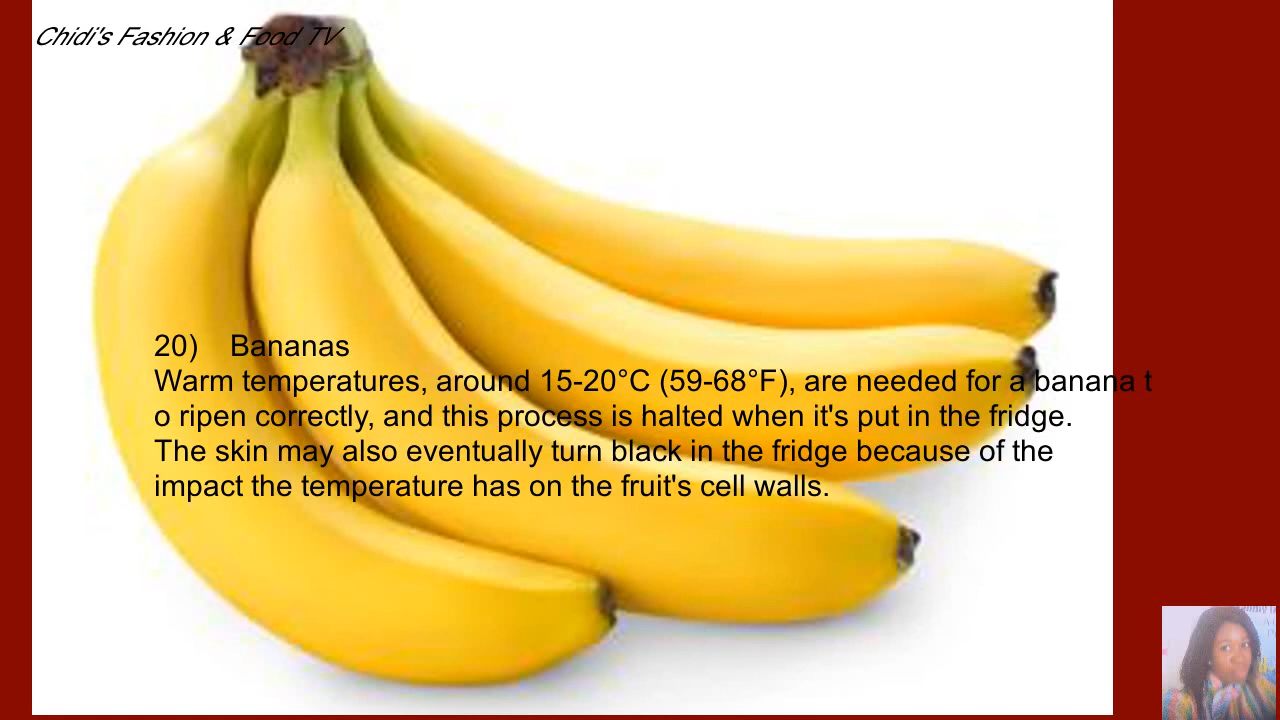 Chidi's Fashion & Food TV
20) Bananas
Warm temperatures, around 15-20°C (59-68°F), are needed for a banana t
o ripen correctly, and this process is halted when it's put in the fridge.
The skin may also eventually turn black in the fridge because of the
impact the temperature has on the fruit's cell walls.